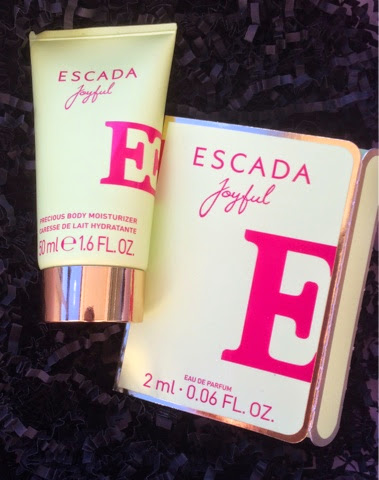 ESCADA
Joyful
E
PRECIOUS BODY MOISTURIZER
CARESSE DE LAIT HYDRATANTE
50 ml e 1.6 FL. OZ.
ESCADA
Joyful
E
EAU DE PARFUM
2 ml · 0.06 FL. OZ.